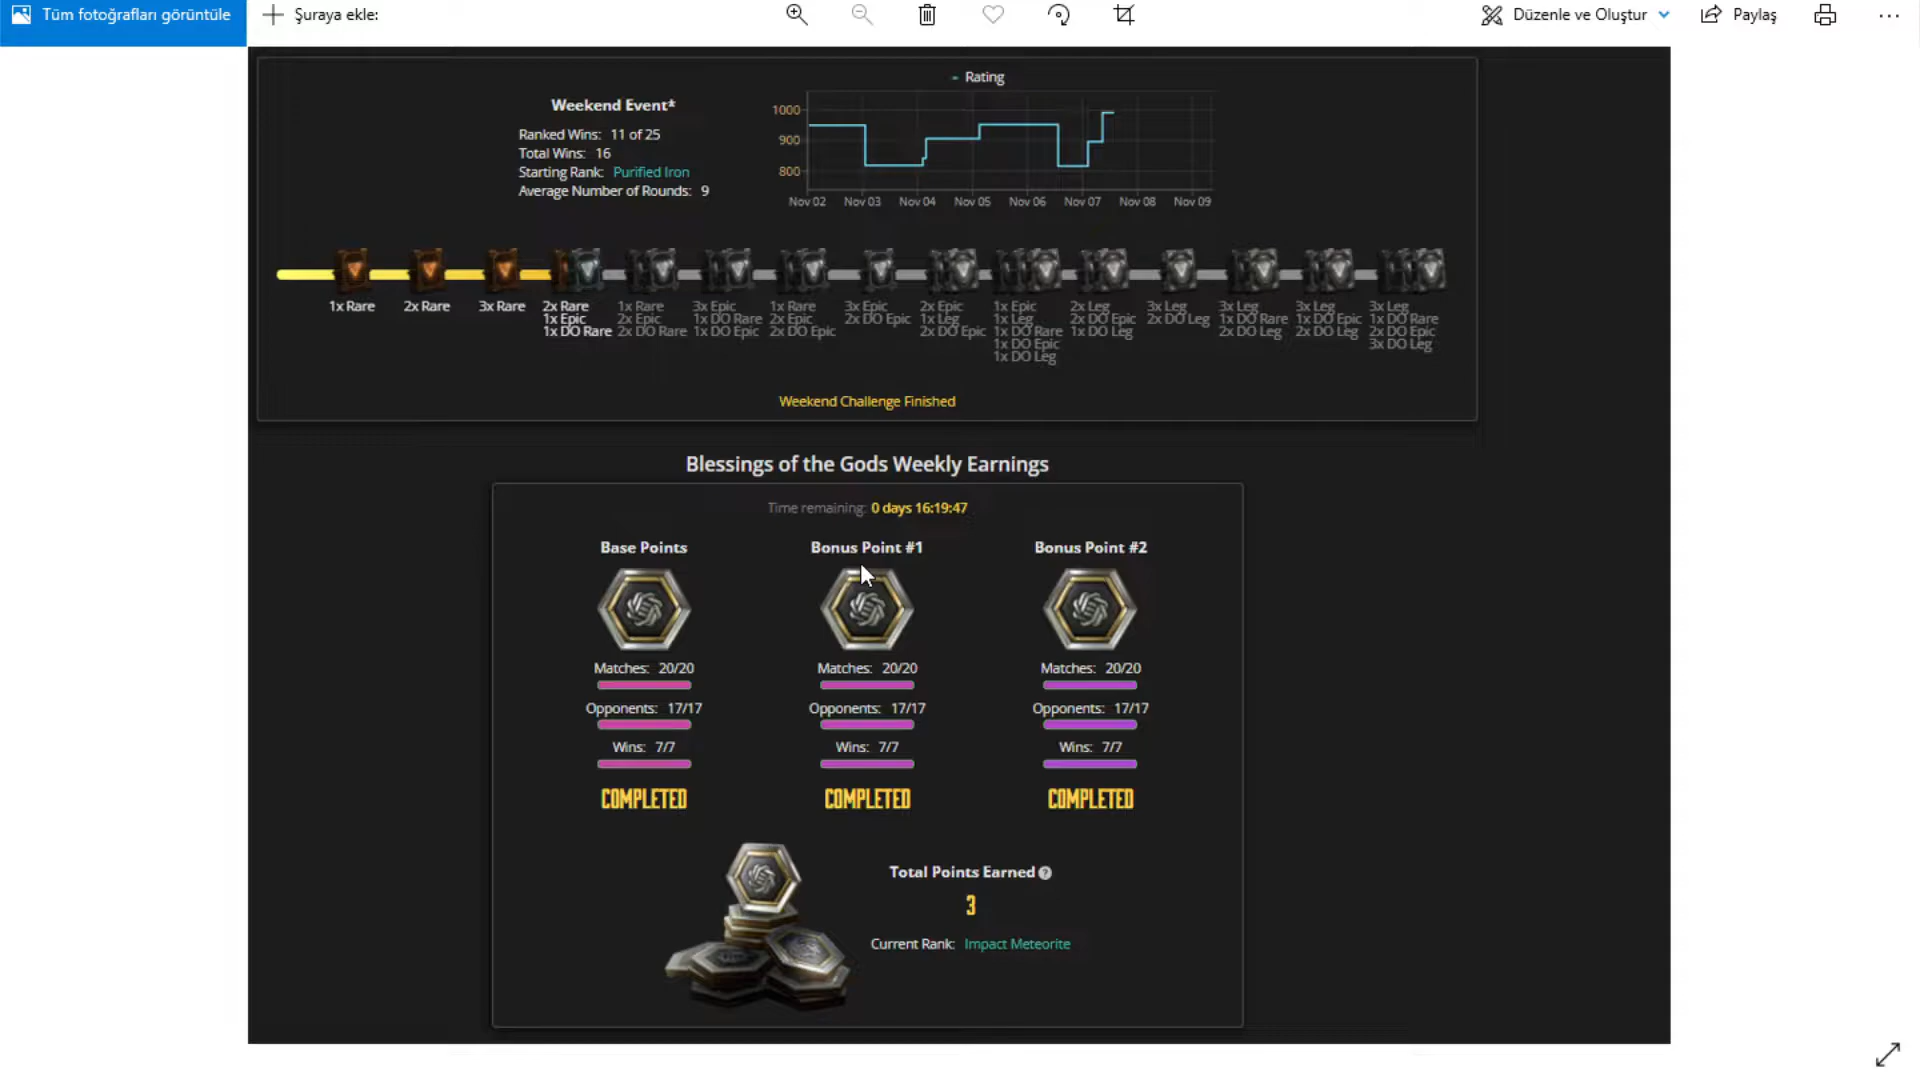 Tüm fotoğrafları görüntüle
Şuraya ekle:
Düzenle ve Oluştur
Paylaş
Rating
Weekend Event*
Ranked Wins: 11 of 25
Total Wins: 16
Starting Rank: Purified Iron
Average Number of Rounds: 9
1000
900
800
Nov 02 Nov 03 Nov 04 Nov 05 Nov 06 Nov 07 Nov 08 Nov 09
1x Rare 2x Rare 3x Rare 2x Rare 1x Rare 3x Epic 1x Rare 3x Epic 2x Epic 1x Epic 2x Leg 3x Leg 3x Leg 3x Leg 3x Leg
1x Epic 2x Epic 1x DO Rare 2x Epic 2x DO Epic 1x Leg 1x Leg 2x DO Epic 2x DO Leg 1x DO Rare 1x DO Epic 1x DO Rare
1x DO Rare 2x DO Rare 1x DO Epic 2x DO Epic 2x DO Epic 1x DO Rare 1x DO Leg 2x DO Leg 2x DO Leg 2x DO Epic
1x DO Epic 3x DO Leg
1x DO Leg
Weekend Challenge Finished
Blessings of the Gods Weekly Earnings
Time remaining: 0 days 16:19:47
Base Points Bonus Point #1 Bonus Point #2
Matches: 20/20 Matches: 20/20 Matches: 20/20
Opponents: 17/17 Opponents: 17/17 Opponents: 17/17
Wins: 7/7 Wins: 7/7 Wins: 7/7
COMPLETED COMPLETED COMPLETED
Total Points Earned ?
3
Current Rank: Impact Meteorite